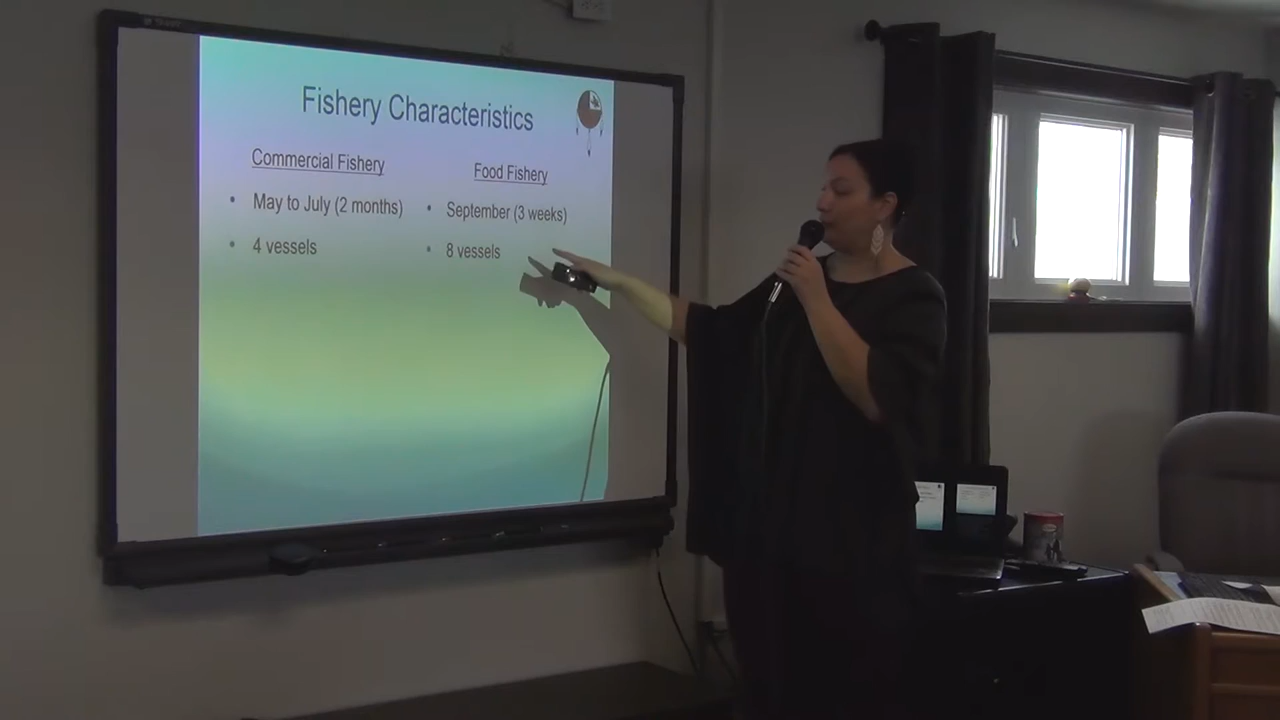 Fishery Characteristics
Commercial Fishery
• May to July (2 months)
• 4 vessels
Food Fishery
• September (3 weeks)
• 8 vessels